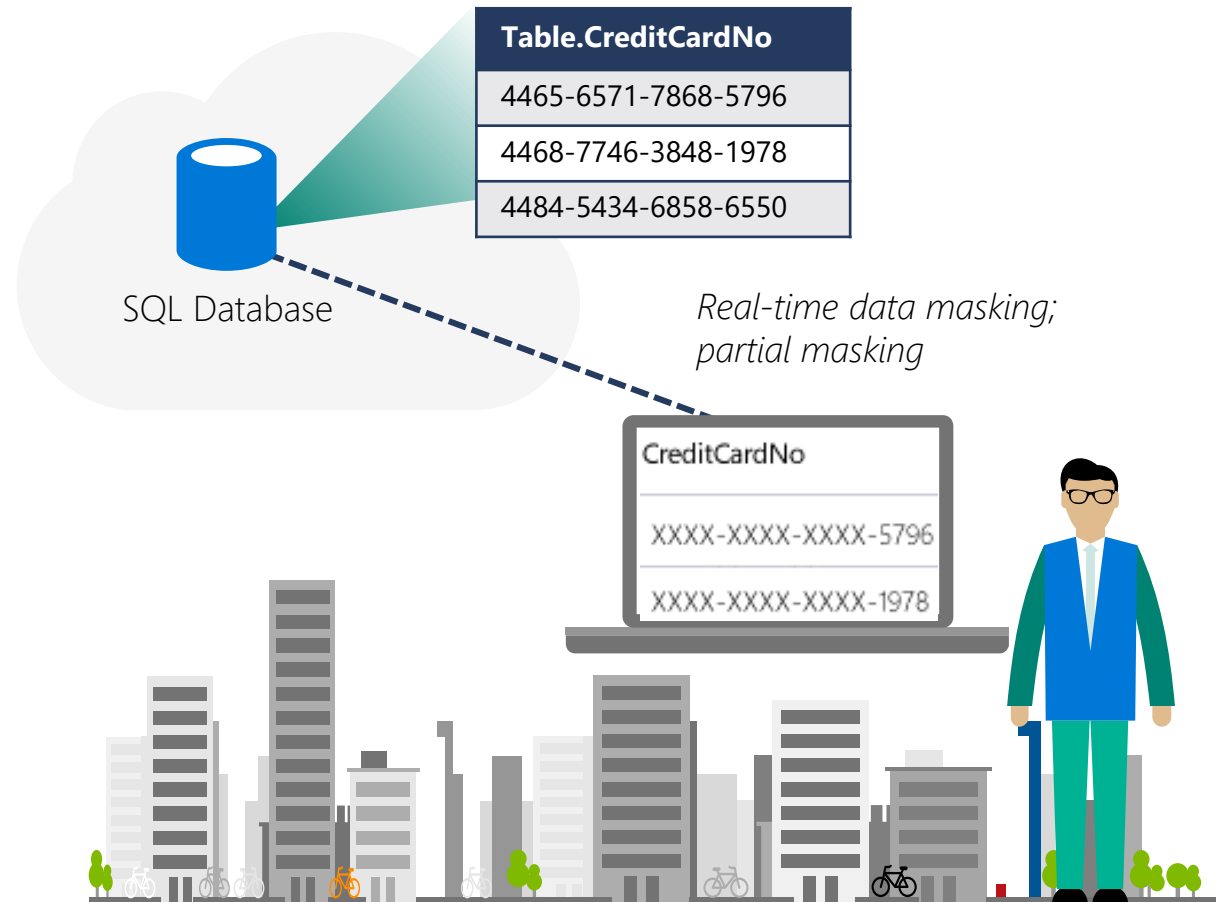 Table.CreditCardNo
4465-6571-7868-5796
4468-7746-3848-1978
4484-5434-6858-6550
SQL Database
Real-time data masking;
partial masking
CreditCardNo
XXXX-XXXX-XXXX-5796
XXXX-XXXX-XXXX-1978